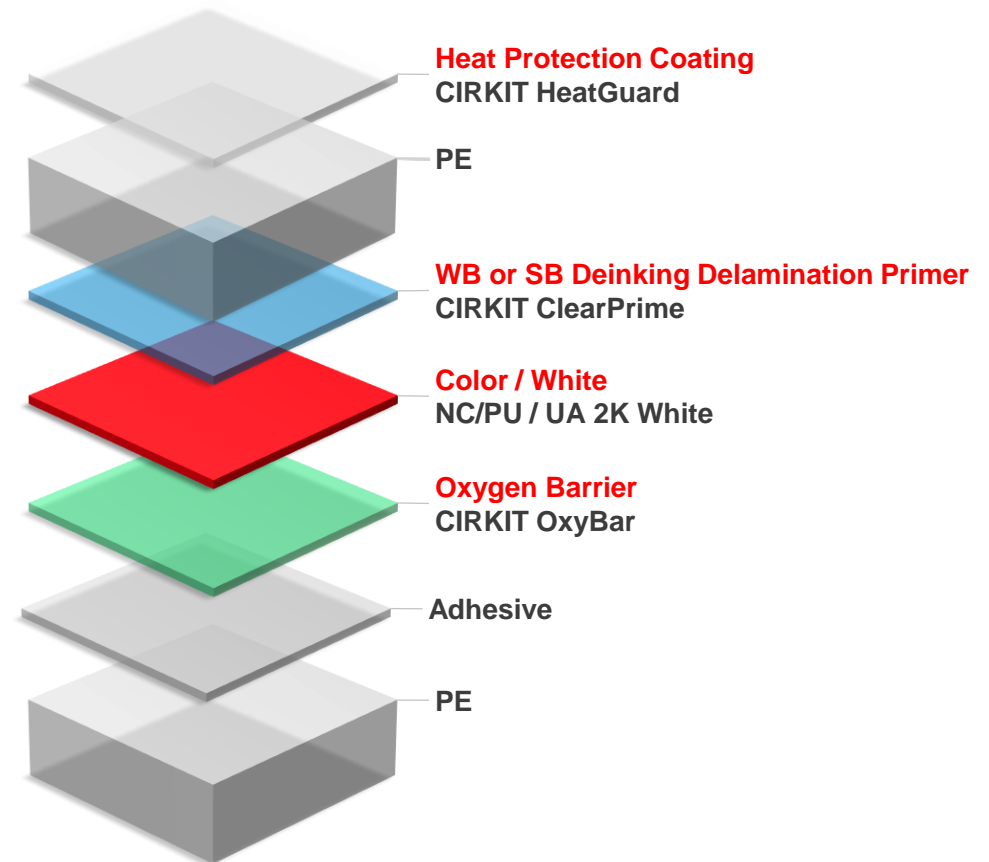 Heat Protection Coating
CIRKIT HeatGuard
PE
WB or SB Deinking Delamination Primer
CIRKIT ClearPrime
Color / White
NC/PU / UA 2K White
Oxygen Barrier
CIRKIT OxyBar
Adhesive
PE